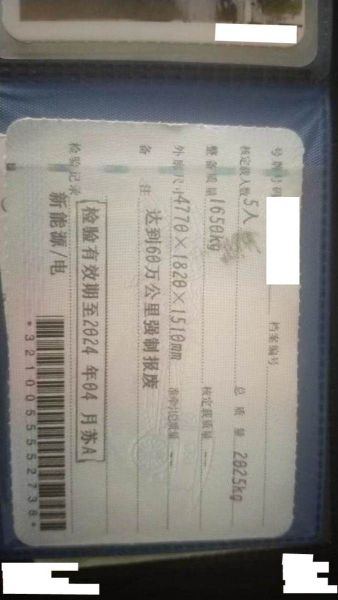 号牌号码 档案编号
核定载人数 5人 总质量 2025kg
整备质量 1650kg 核定载质量 --
外廓尺寸 4770×1820×1510mm 准牵引总质量 --
备注 达到60万公里强制报废
检验有效期至2024年04月苏A
检验记录 新能源/电
*3210055552738*